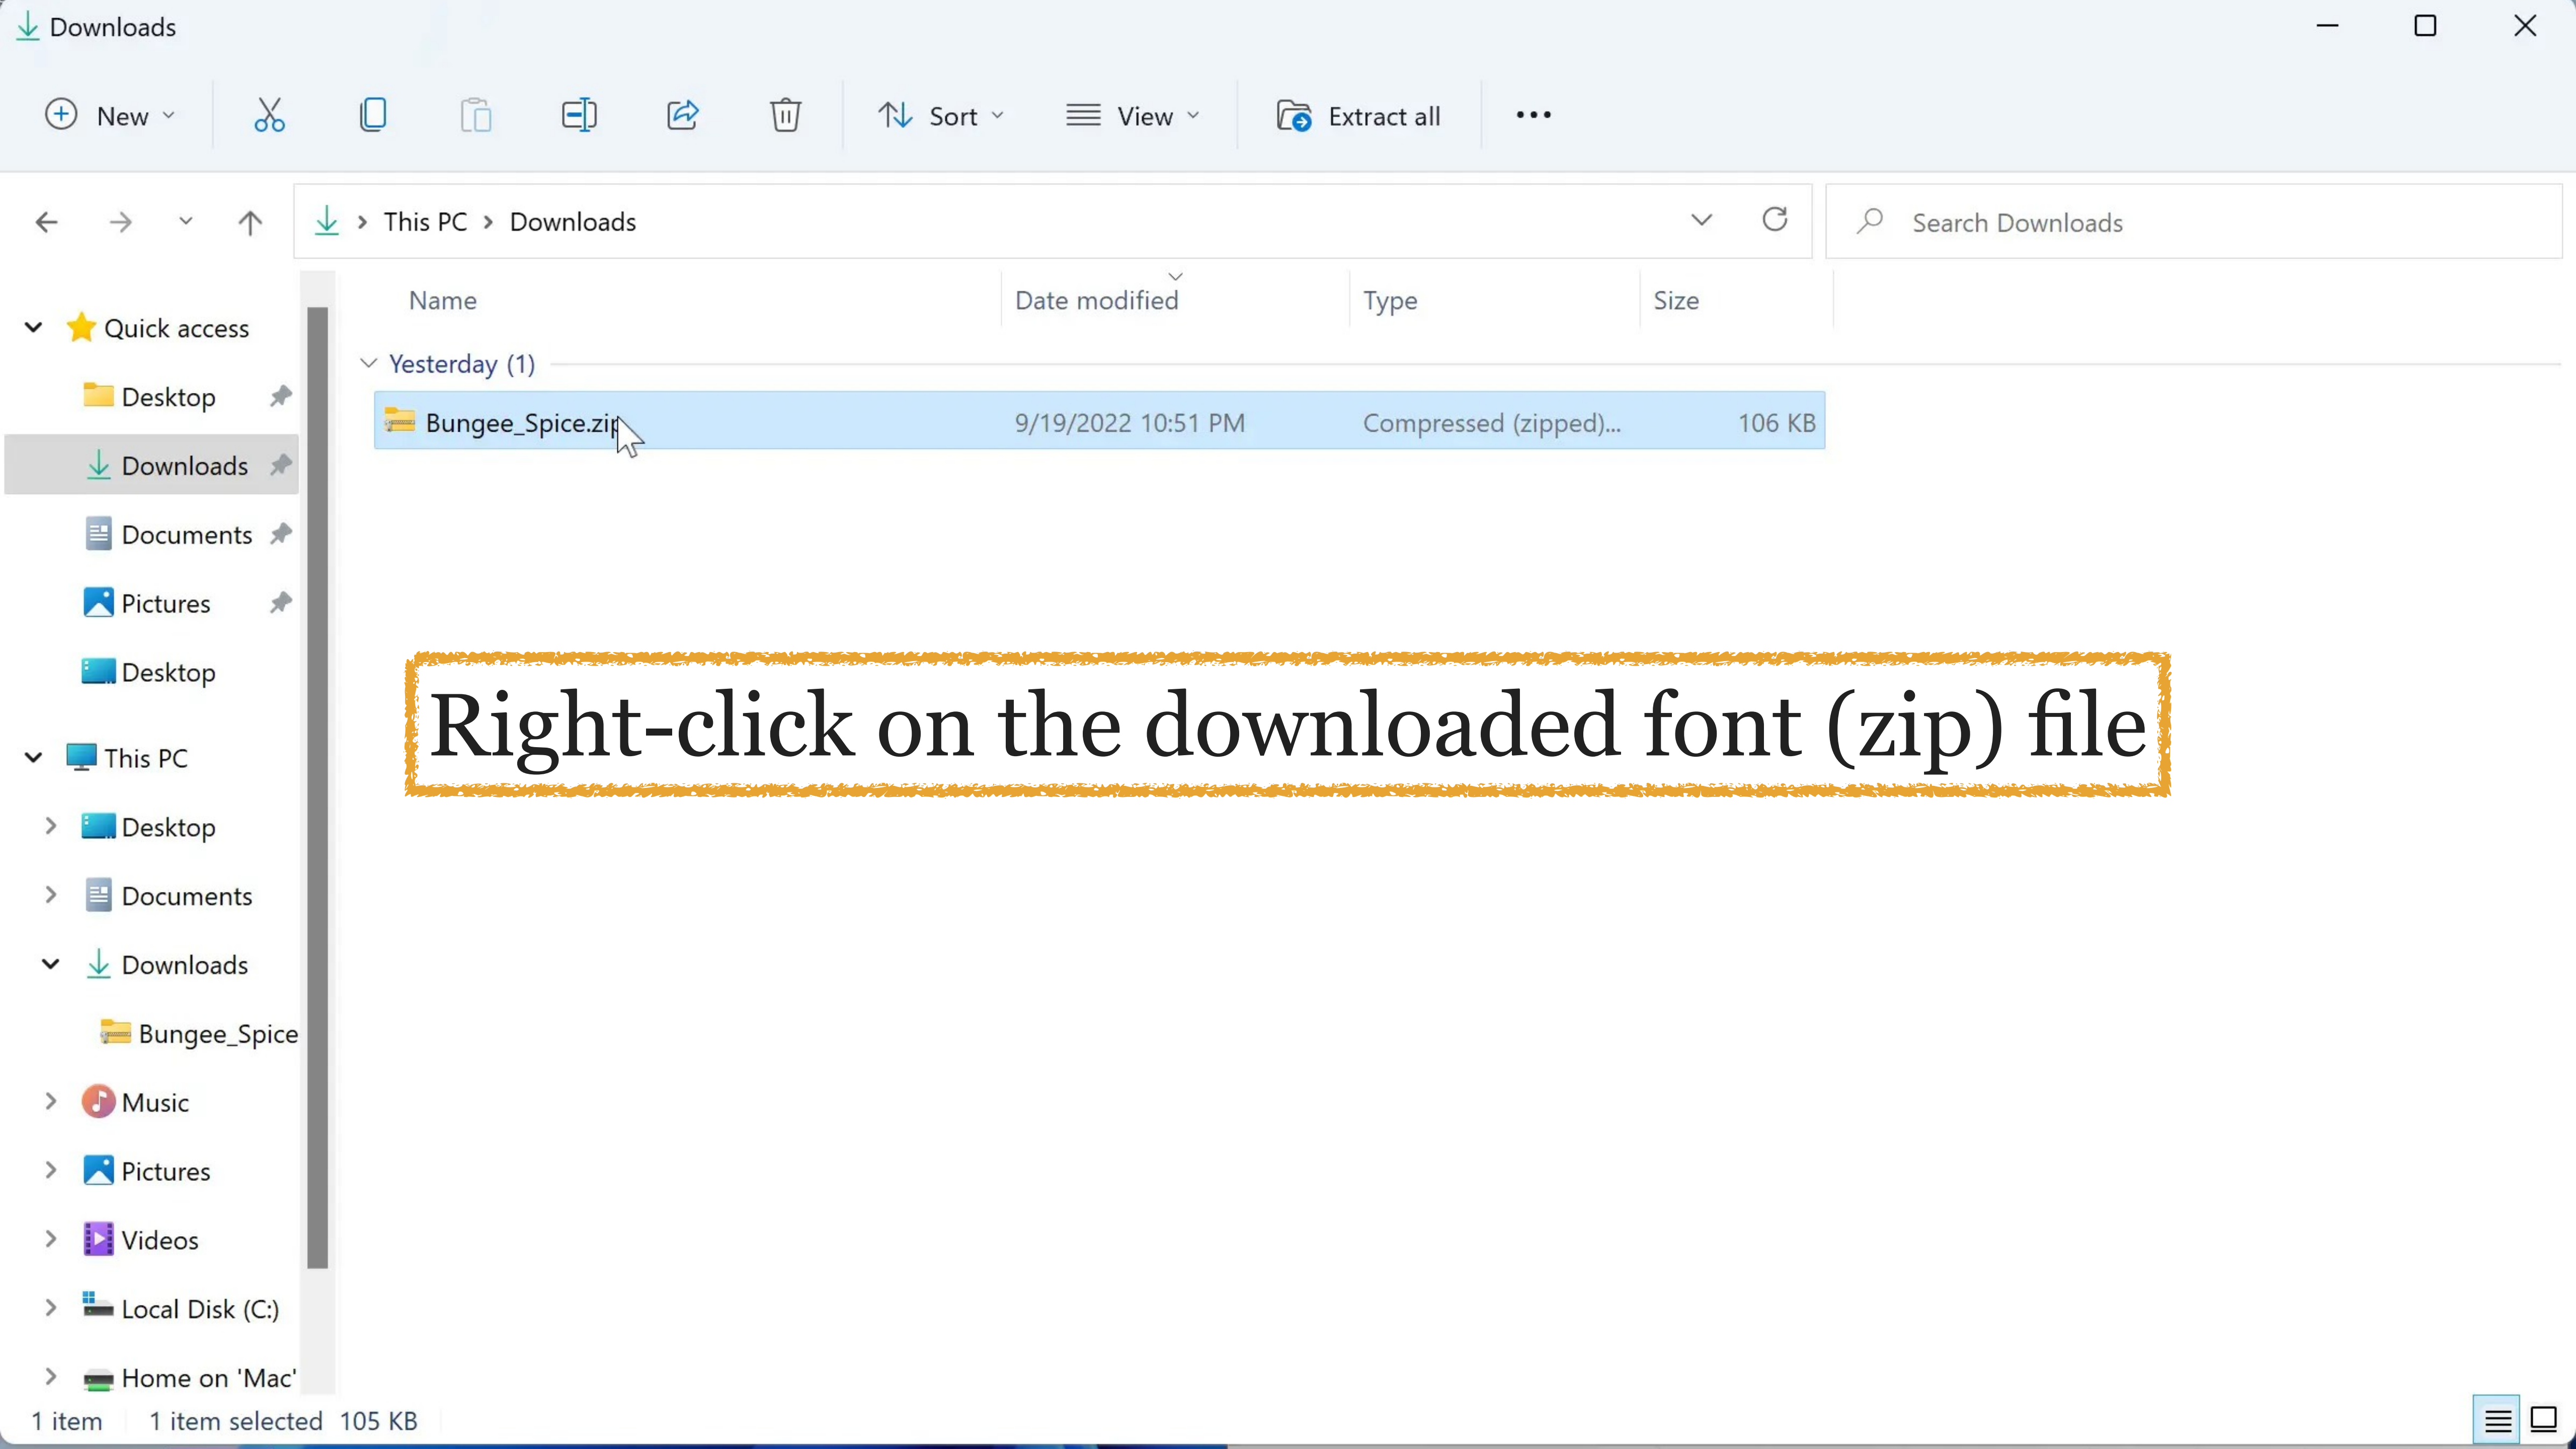 Downloads
New
Sort
View
Extract all
This PC
Downloads
Search Downloads
Name
Date modified
Type
Size
Quick access
Desktop
Downloads
Documents
Pictures
Desktop
This PC
Desktop
Documents
Downloads
Bungee_Spice
Music
Pictures
Videos
Local Disk (C:)
Home on 'Mac'
Yesterday (1)
Bungee_Spice.zip 9/19/2022 10:51 PM Compressed (zipped)... 106 KB
Right-click on the downloaded font (zip) file
1 item 1 item selected 105 KB